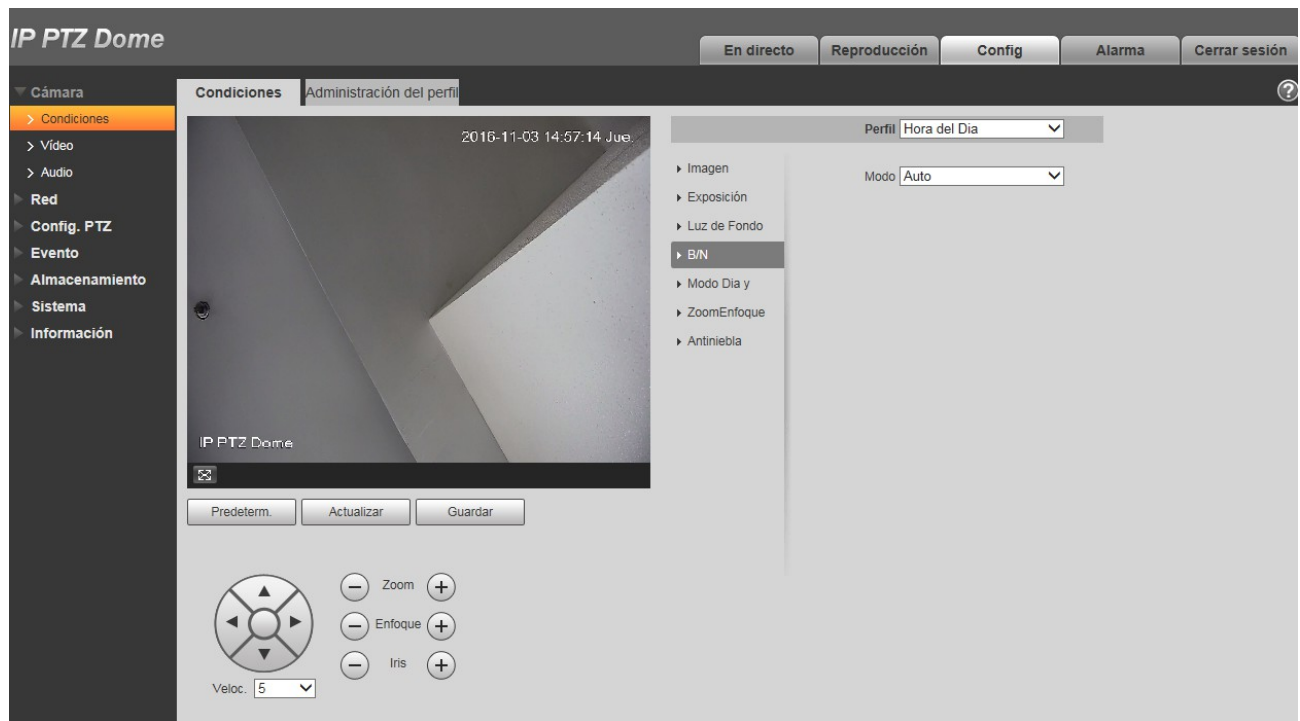 IP PTZ Dome
En directo
Reproducción
Config
Alarma
Cerrar sesión
Cámara
Condiciones
Vídeo
Audio
Red
Config. PTZ
Evento
Almacenamiento
Sistema
Información
Condiciones
Administración del perfil
?
2016-11-03 14:57:14 Jue.
IP PTZ Dome
Predeterm.
Actualizar
Guardar
Zoom
Enfoque
Iris
Veloc. 5
Perfil Hora del Dia
Imagen
Exposición
Luz de Fondo
B/N
Modo Dia y
ZoomEnfoque
Antiniebla
Modo Auto